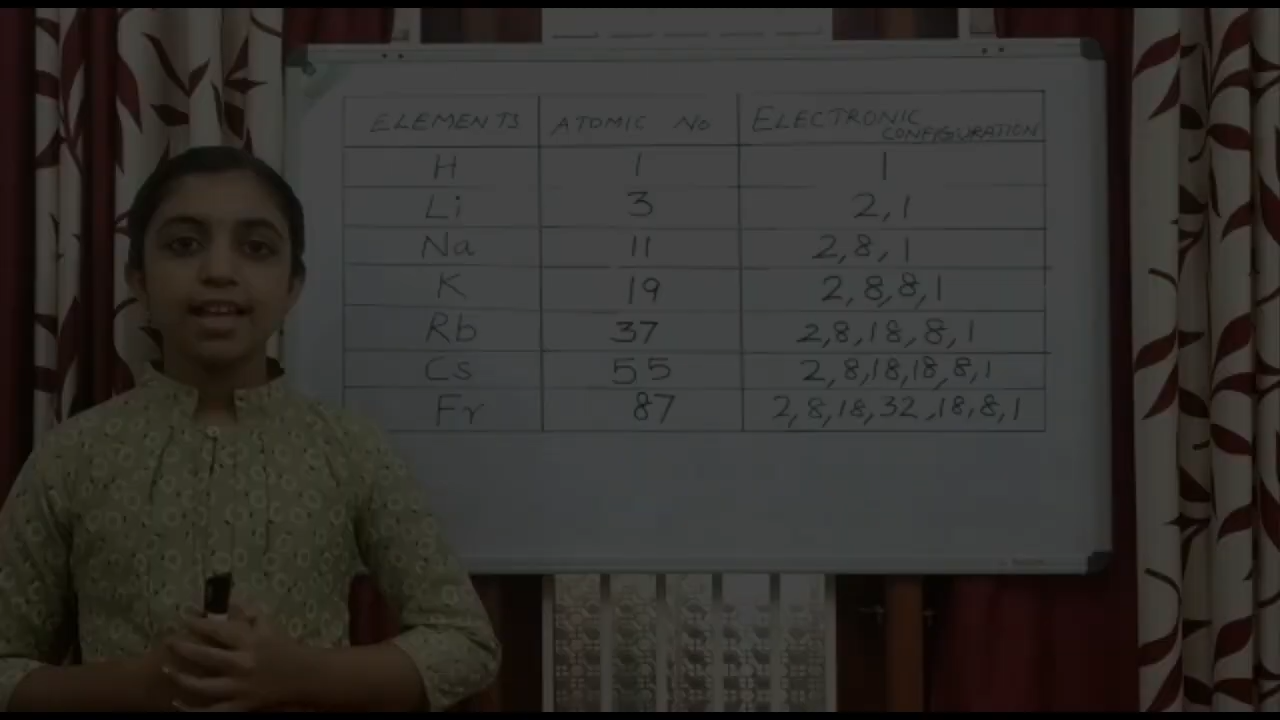 ELEMENTS ATOMIC No ELECTRONIC CONFIGURATION
H 1 1
Li 3 2,1
Na 11 2,8,1
K 19 2,8,8,1
Rb 37 2,8,18,8,1
Cs 55 2,8,18,18,8,1
Fr 87 2,8,18,32,18,8,1